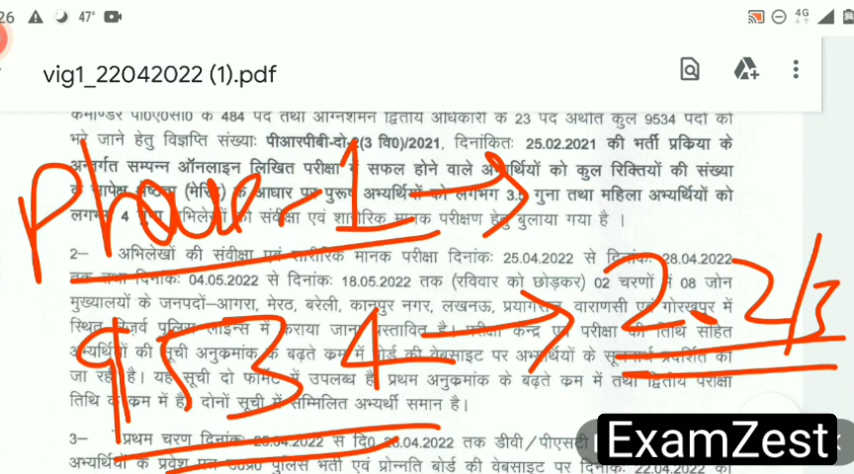 26 47° 4G
vig1_22042022 (1).pdf
कमाण्डर पी०ए०सी० के 484 पद तथा अग्निशमन द्वितीय अधिकारी के 23 पद अर्थात कुल 9534 पदों को
भरे जाने हेतु विज्ञप्ति संख्याः पीआरपीबी-दो-2(3 वि0)/2021, दिनांकितः 25.02.2021 की भर्ती प्रकिया के
अन्तर्गत सम्पन्न ऑनलाइन लिखित परीक्षा में सफल होने वाले अभ्यर्थियों को कुल रिक्तियों की संख्या
के सापेक्ष श्रेष्ठता (मेरिट) के आधार पर पुरूष अभ्यर्थियों को लगभग 3.5 गुना तथा महिला अभ्यर्थियों को
लगभग 4 गुना अभिलेखों की संवीक्षा एवं शारीरिक मानक परीक्षण हेतु बुलाया गया है ।
Phase-1
2– अभिलेखों की संवीक्षा एवं शारीरिक मानक परीक्षा दिनांकः 25.04.2022 से दिनांकः 28.04.2022
तक तथा दिनांकः 04.05.2022 से दिनांकः 18.05.2022 तक (रविवार को छोड़कर) 02 चरणों में 08 जोन
मुख्यालयों के जनपदों–आगरा, मेरठ, बरेली, कानपुर नगर, लखनऊ, प्रयागराज, वाराणसी एवं गोरखपुर में
स्थित रिजर्व पुलिस लाईन्स में कराया जाना प्रस्तावित है। परीक्षा केन्द्र एवं परीक्षा की तिथि सहित
अभ्यर्थियों की सूची अनुक्रमांक के बढ़ते क्रम में बोर्ड की वेबसाइट पर अभ्यर्थियों के सूचनार्थ प्रदर्शित की
जा रही है। यह सूची दो फॉर्मेट में उपलब्ध है, प्रथम अनुक्रमांक के बढ़ते क्रम में तथा द्वितीय परीक्षा
तिथि के क्रम में है, दोनों सूची में सम्मिलित अभ्यर्थी समान है।
9534 2.2/3
3– प्रथम चरण दिनांकः 25.04.2022 से दि0 28.04.2022 तक डीवी/पीएसटी
ExamZest
अभ्यर्थियों के प्रवेश पत्र उ0प्र0 पुलिस भर्ती एवं प्रोन्नति बोर्ड की वेबसाइट पर दिनांकः 22.04.2022 को